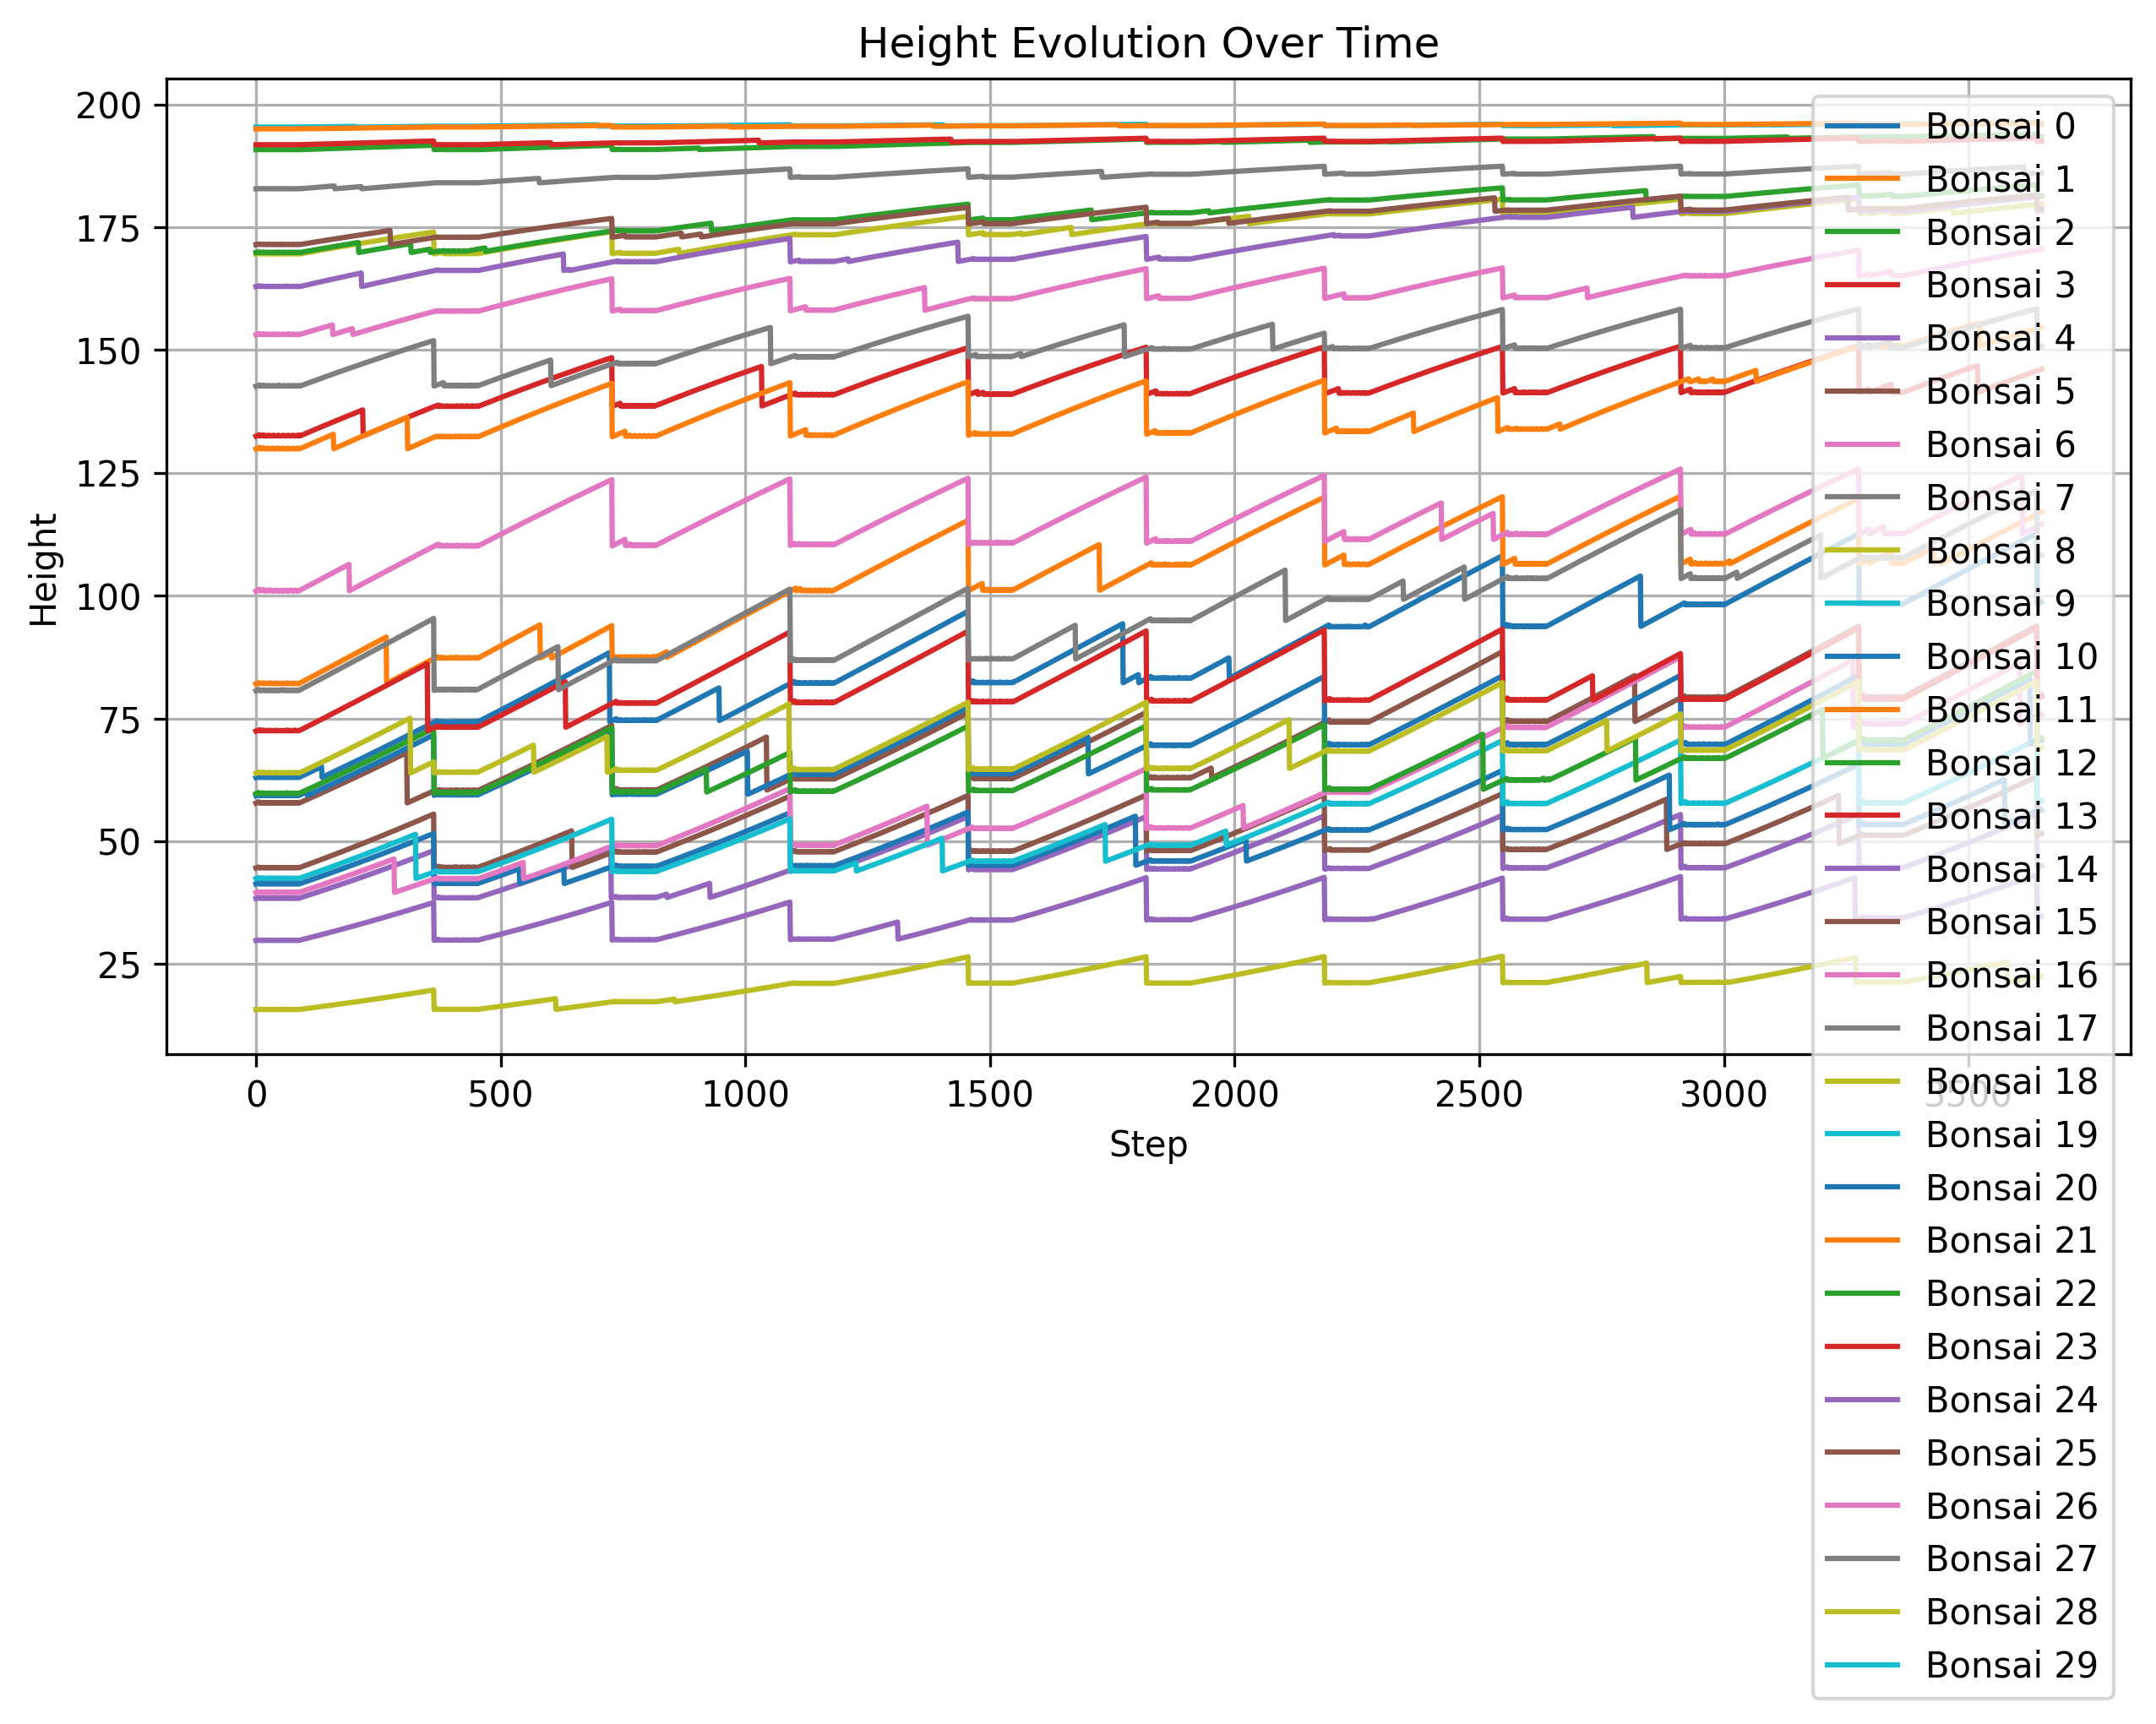 Height Evolution Over Time
200
175
150
125
100
75
50
25
Height
0
500
1000
1500
2000
2500
3000
3500
Step
Bonsai 0
Bonsai 1
Bonsai 2
Bonsai 3
Bonsai 4
Bonsai 5
Bonsai 6
Bonsai 7
Bonsai 8
Bonsai 9
Bonsai 10
Bonsai 11
Bonsai 12
Bonsai 13
Bonsai 14
Bonsai 15
Bonsai 16
Bonsai 17
Bonsai 18
Bonsai 19
Bonsai 20
Bonsai 21
Bonsai 22
Bonsai 23
Bonsai 24
Bonsai 25
Bonsai 26
Bonsai 27
Bonsai 28
Bonsai 29